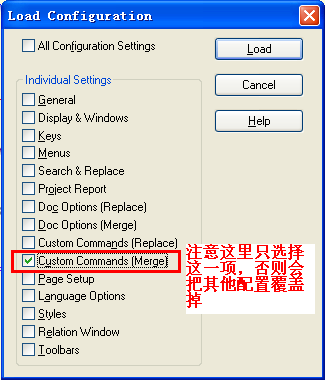 Load Configuration
All Configuration Settings
Load
Cancel
Help
Individual Settings
General
Display & Windows
Keys
Menus
Search & Replace
Project Report
Doc Options (Replace)
Doc Options (Merge)
Custom Commands (Replace)
Custom Commands (Merge)
Page Setup
Language Options
Styles
Relation Window
Toolbars
注意这里只选择
这一项，否则会
把其他配置覆盖
掉